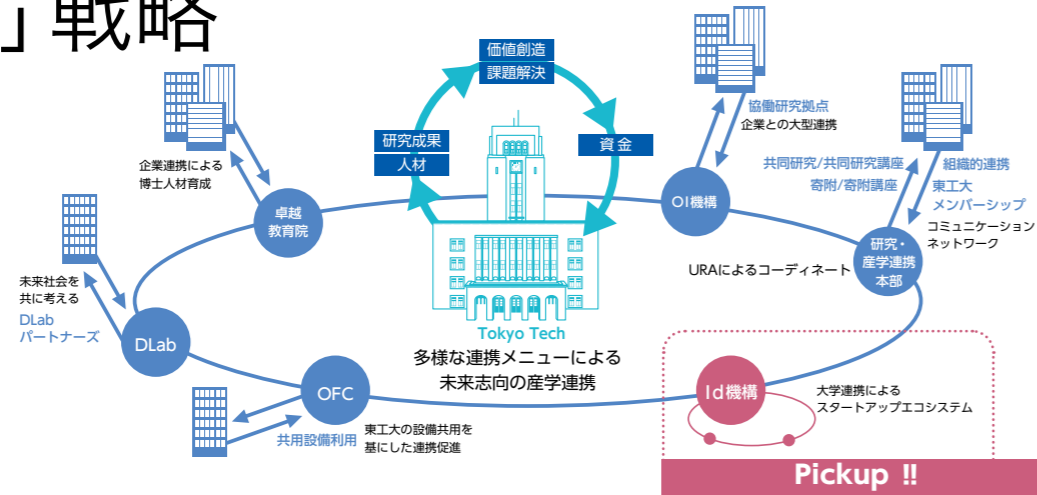 」戦略
価値創造
課題解決
研究成果
人材
資金
企業連携による
博士人材育成
卓越
教育院
協働研究拠点
企業との大型連携
OI機構
共同研究/共同研究講座
寄附/寄附講座
組織的連携
東工大
メンバーシップ
コミュニケーション
ネットワーク
研究・
産学連携
本部
URAによるコーディネート
未来社会を
共に考える
DLab
パートナーズ
DLab
Tokyo Tech
多様な連携メニューによる
未来志向の産学連携
OFC
共用設備利用
東工大の設備共用を
基にした連携促進
Id機構
大学連携による
スタートアップエコシステム
Pickup !!